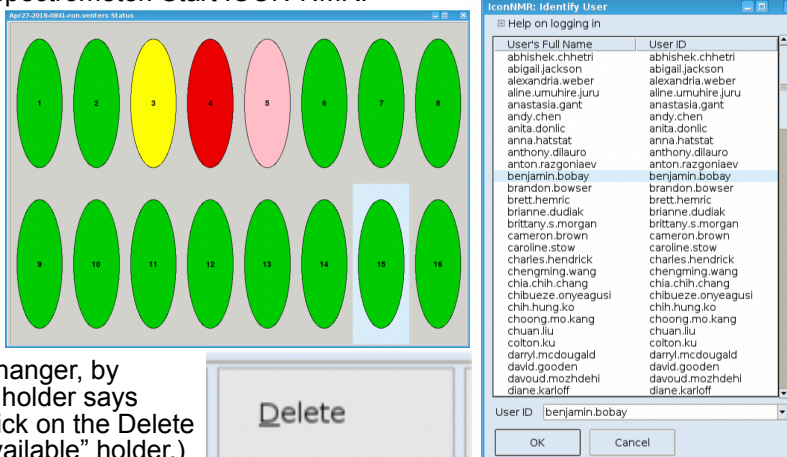 Spectrometer. Start ICON-NMR.
Apr27-2018-0841-ron.venters Status
1 2 3 4 5 6 7 8
9 10 11 12 13 14 15 16
hanger, by
holder says
ick on the Delete
vailable” holder.)
Delete
IconNMR: Identify User
Help on logging in
User's Full Name User ID
abhishek.chhetri abhishek.chhetri
abigail.jackson abigail.jackson
alexandria.weber alexandria.weber
aline.umuhire.juru aline.umuhire.juru
anastasia.gant anastasia.gant
andy.chen andy.chen
anita.donlic anita.donlic
anna.hatstat anna.hatstat
anthony.dilauro anthony.dilauro
anton.razgoniaev anton.razgoniaev
benjamin.bobay benjamin.bobay
brandon.bowser brandon.bowser
brett.hemric brett.hemric
brianne.dudiak brianne.dudiak
brittany.s.morgan brittany.s.morgan
cameron.brown cameron.brown
caroline.stow caroline.stow
charles.hendrick charles.hendrick
chengming.wang chengming.wang
chia.chih.chang chia.chih.chang
chibueze.onyeagusi chibueze.onyeagusi
chih.hung.ko chih.hung.ko
choong.mo.kang choong.mo.kang
chuan.liu chuan.liu
colton.ku colton.ku
darryl.mcdougald darryl.mcdougald
david.gooden david.gooden
davoud.mozhdehi davoud.mozhdehi
diane.karloff diane.karloff
User ID benjamin.bobay
OK Cancel